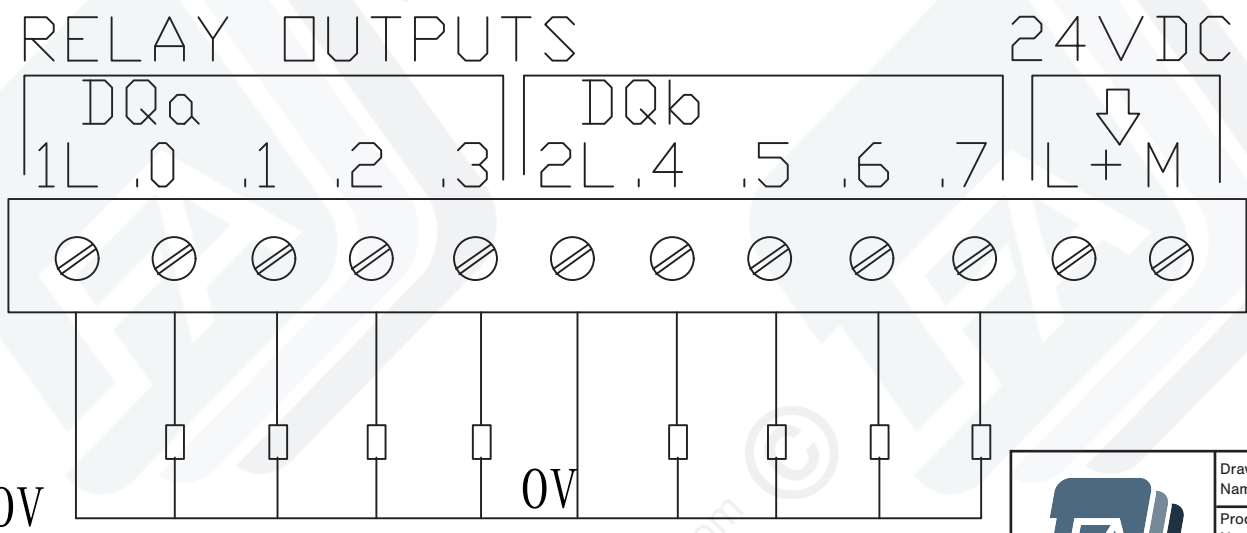 RELAY OUTPUTS 24VDC
DQa DQb
1L .0 .1 .2 .3 2L .4 .5 .6 .7 L+ M
0V
0V
©